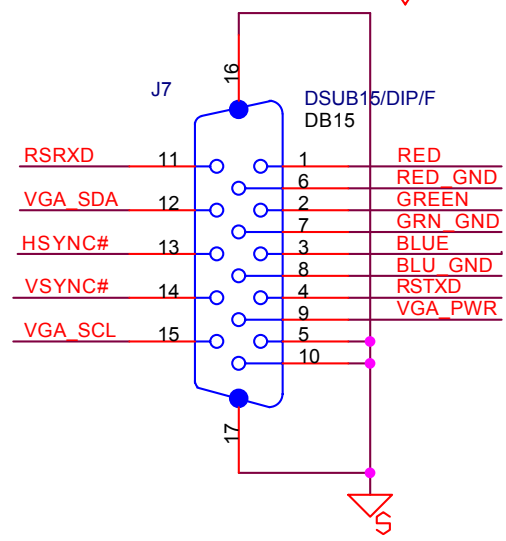 16
J7
DSUB15/DIP/F
DB15
RSRXD 11 1 RED
6 RED_GND
VGA_SDA 12 2 GREEN
7 GRN_GND
HSYNC# 13 3 BLUE
8 BLU_GND
VSYNC# 14 4 RSTXD
9 VGA_PWR
VGA_SCL 15 5
10
17
S